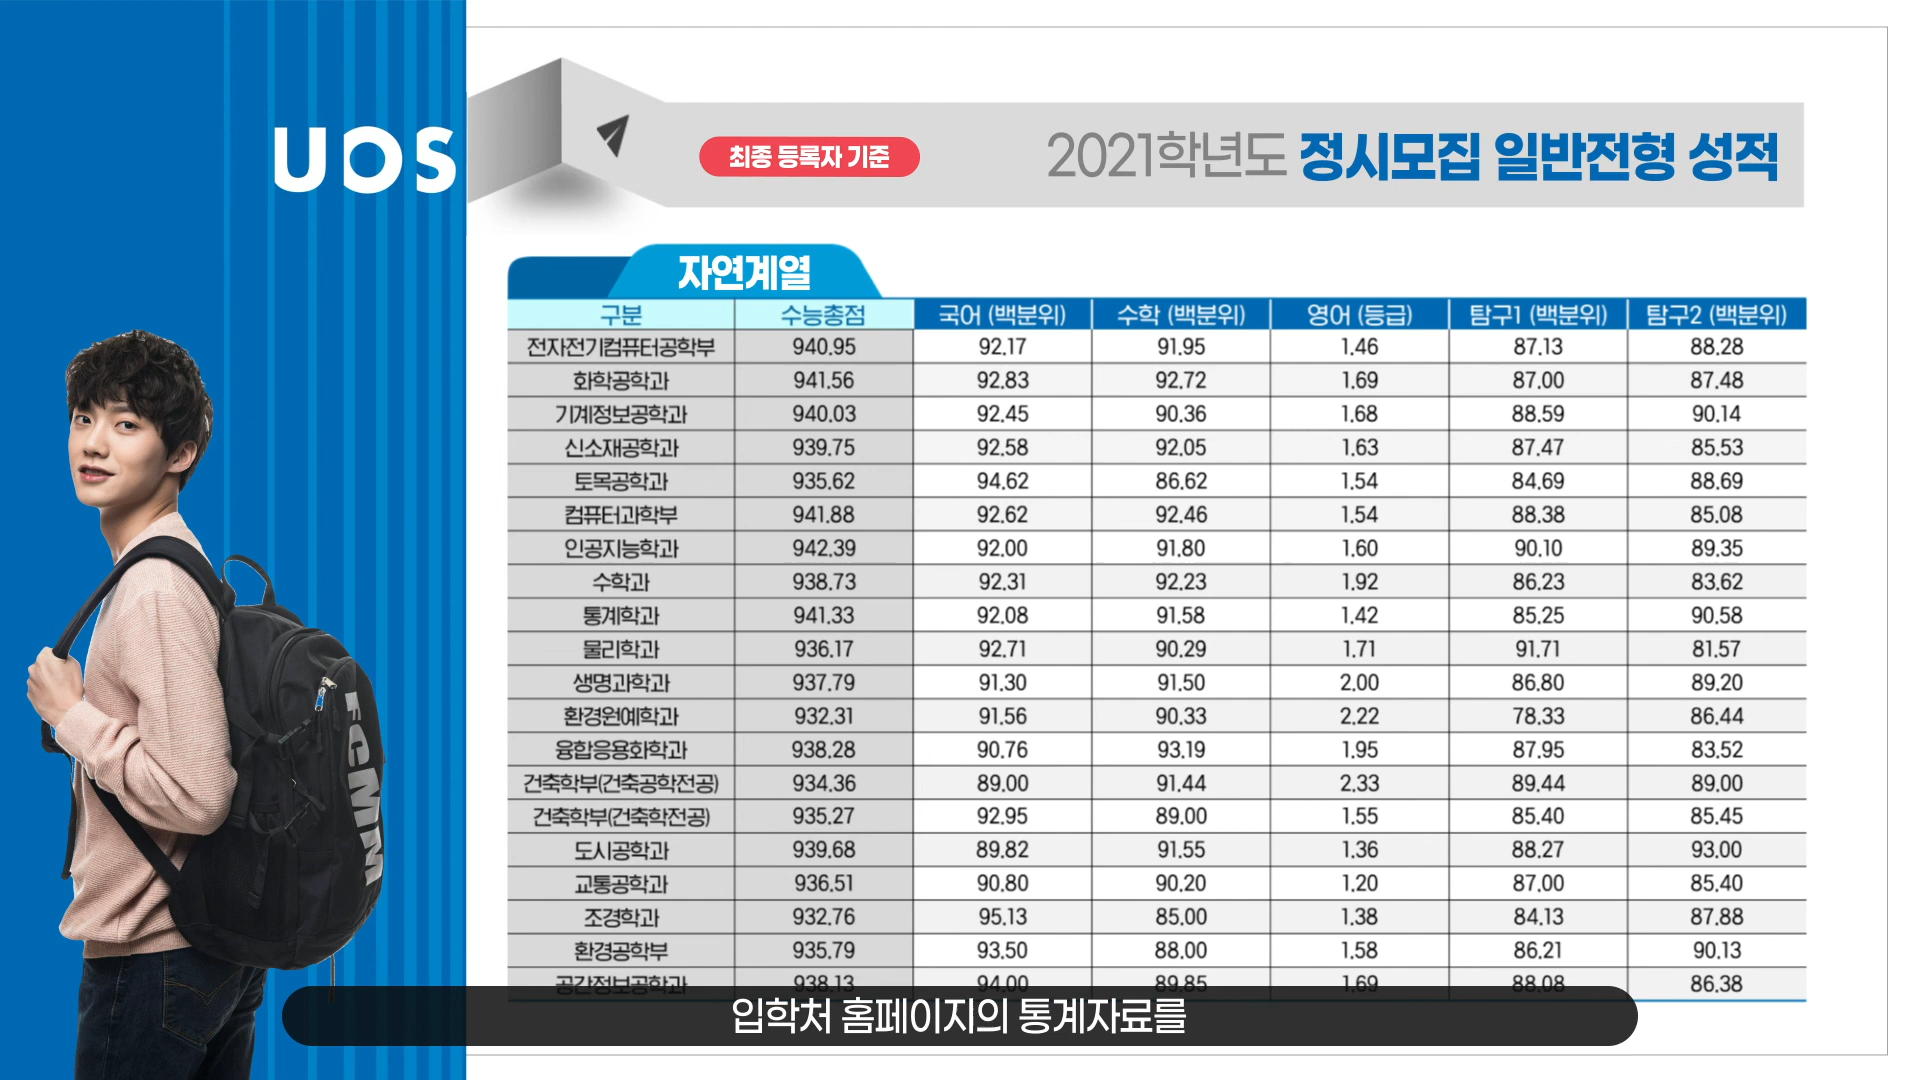 UOS
최종 등록자 기준
2021학년도 정시모집 일반전형 성적
자연계열
구분 수능총점 국어 (백분위) 수학 (백분위) 영어 (등급) 탐구1 (백분위) 탐구2 (백분위)
전자전기컴퓨터공학부 940.95 92.17 91.95 1.46 87.13 88.28
화학공학과 941.56 92.83 92.72 1.69 87.00 87.48
기계정보공학과 940.03 92.45 90.36 1.68 88.59 90.14
신소재공학과 939.75 92.58 92.05 1.63 87.47 85.53
토목공학과 935.62 94.62 86.62 1.54 84.69 88.69
컴퓨터과학부 941.88 92.62 92.46 1.54 88.38 85.08
인공지능학과 942.39 92.00 91.80 1.60 90.10 89.35
수학과 938.73 92.31 92.23 1.92 86.23 83.62
통계학과 941.33 92.08 91.58 1.42 85.25 90.58
물리학과 936.17 92.71 90.29 1.71 91.71 81.57
생명과학과 937.79 91.30 91.50 2.00 86.80 89.20
환경원예학과 932.31 91.56 90.33 2.22 78.33 86.44
융합응용화학과 938.28 90.76 93.19 1.95 87.95 83.52
건축학부(건축공학전공) 934.36 89.00 91.44 2.33 89.44 89.00
건축학부(건축학전공) 935.27 92.95 89.00 1.55 85.40 85.45
도시공학과 939.68 89.82 91.55 1.36 88.27 93.00
교통공학과 936.51 90.80 90.20 1.20 87.00 85.40
조경학과 932.76 95.13 85.00 1.38 84.13 87.88
환경공학부 935.79 93.50 88.00 1.58 86.21 90.13
공간정보공학과 938.13 94.00 89.85 1.69 88.08 86.38
FCMM
입학처 홈페이지의 통계자료를